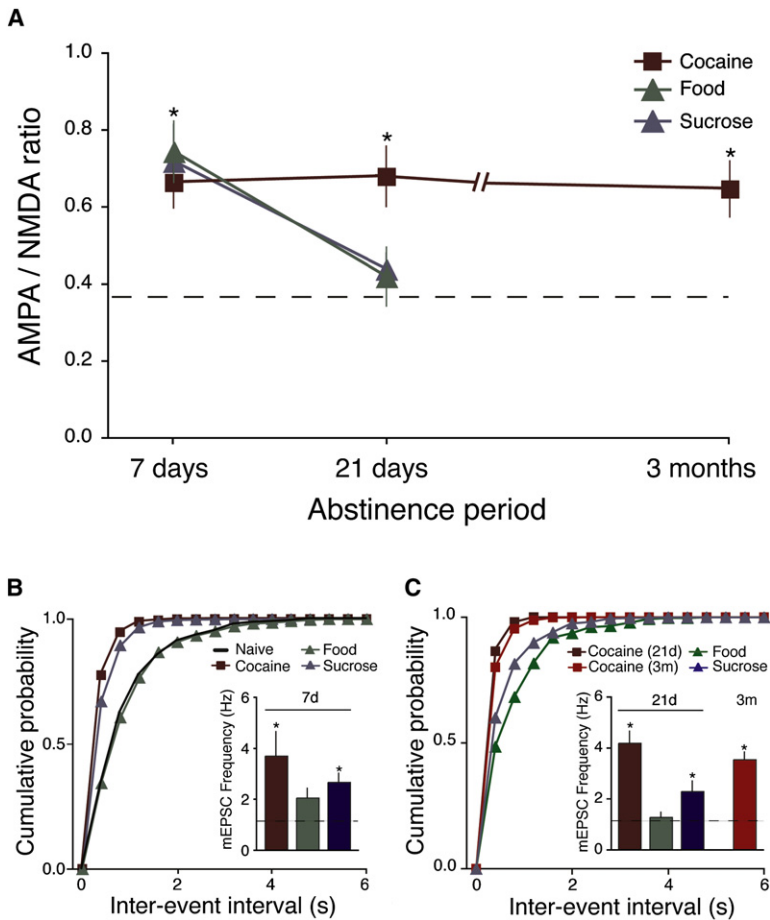 A
1.0
0.8
0.6
0.4
0.2
0.0
AMPA / NMDA ratio
Cocaine
Food
Sucrose
*
*
*
7 days
21 days
3 months
Abstinence period
B
1.0
0.5
0.0
Cumulative probability
Naive
Food
Cocaine
Sucrose
6
4
2
0
mEPSC Frequency (Hz)
7d
*
*
0
2
4
6
Inter-event interval (s)
C
1.0
0.5
0.0
Cumulative probability
Cocaine (21d)
Food
Cocaine (3m)
Sucrose
6
4
2
0
mEPSC Frequency (Hz)
21d
3m
*
*
*
0
2
4
6
Inter-event interval (s)